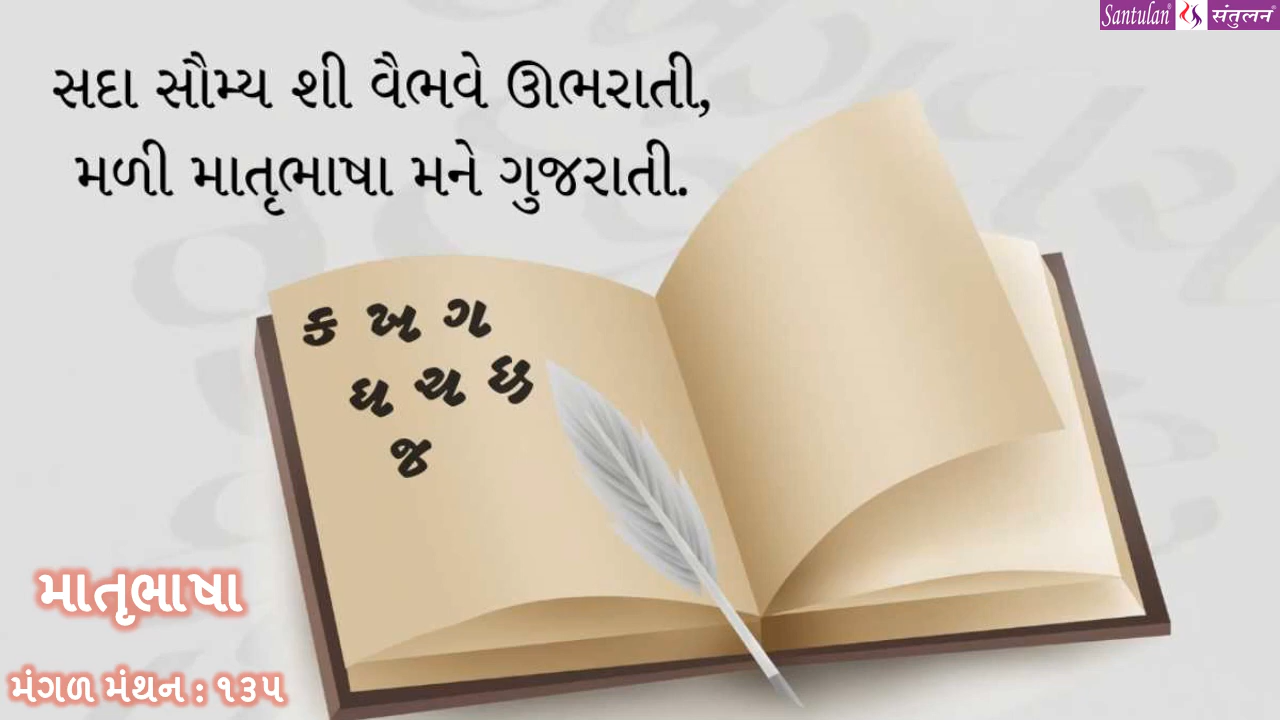 Santulan संतुलन
સદા સૌમ્ય શી વૈભવે ઊભરાતી,
મળી માતૃભાષા મને ગુજરાતી.
ક ખ ગ
ઘ ચ છ
જ
માતૃભાષા
મંગળ મંથન : ૧૩૫